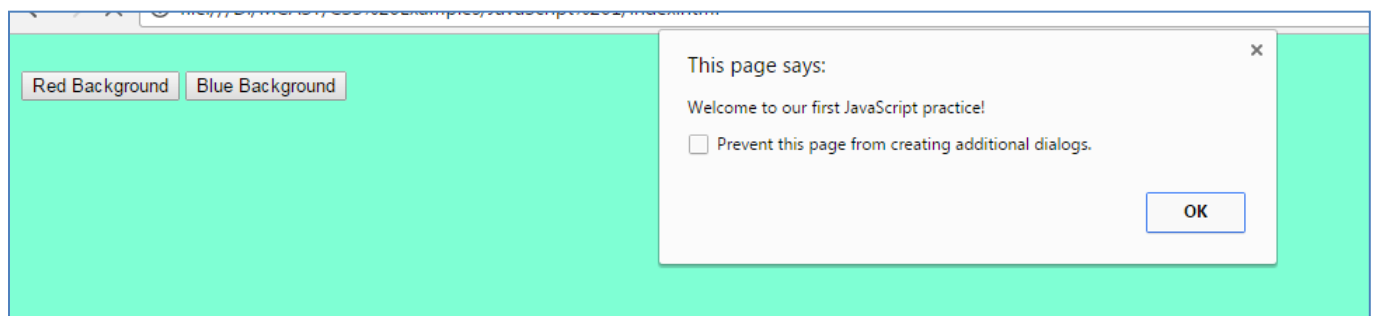 This page says:
Red Background Blue Background
Welcome to our first JavaScript practice!
Prevent this page from creating additional dialogs.
OK